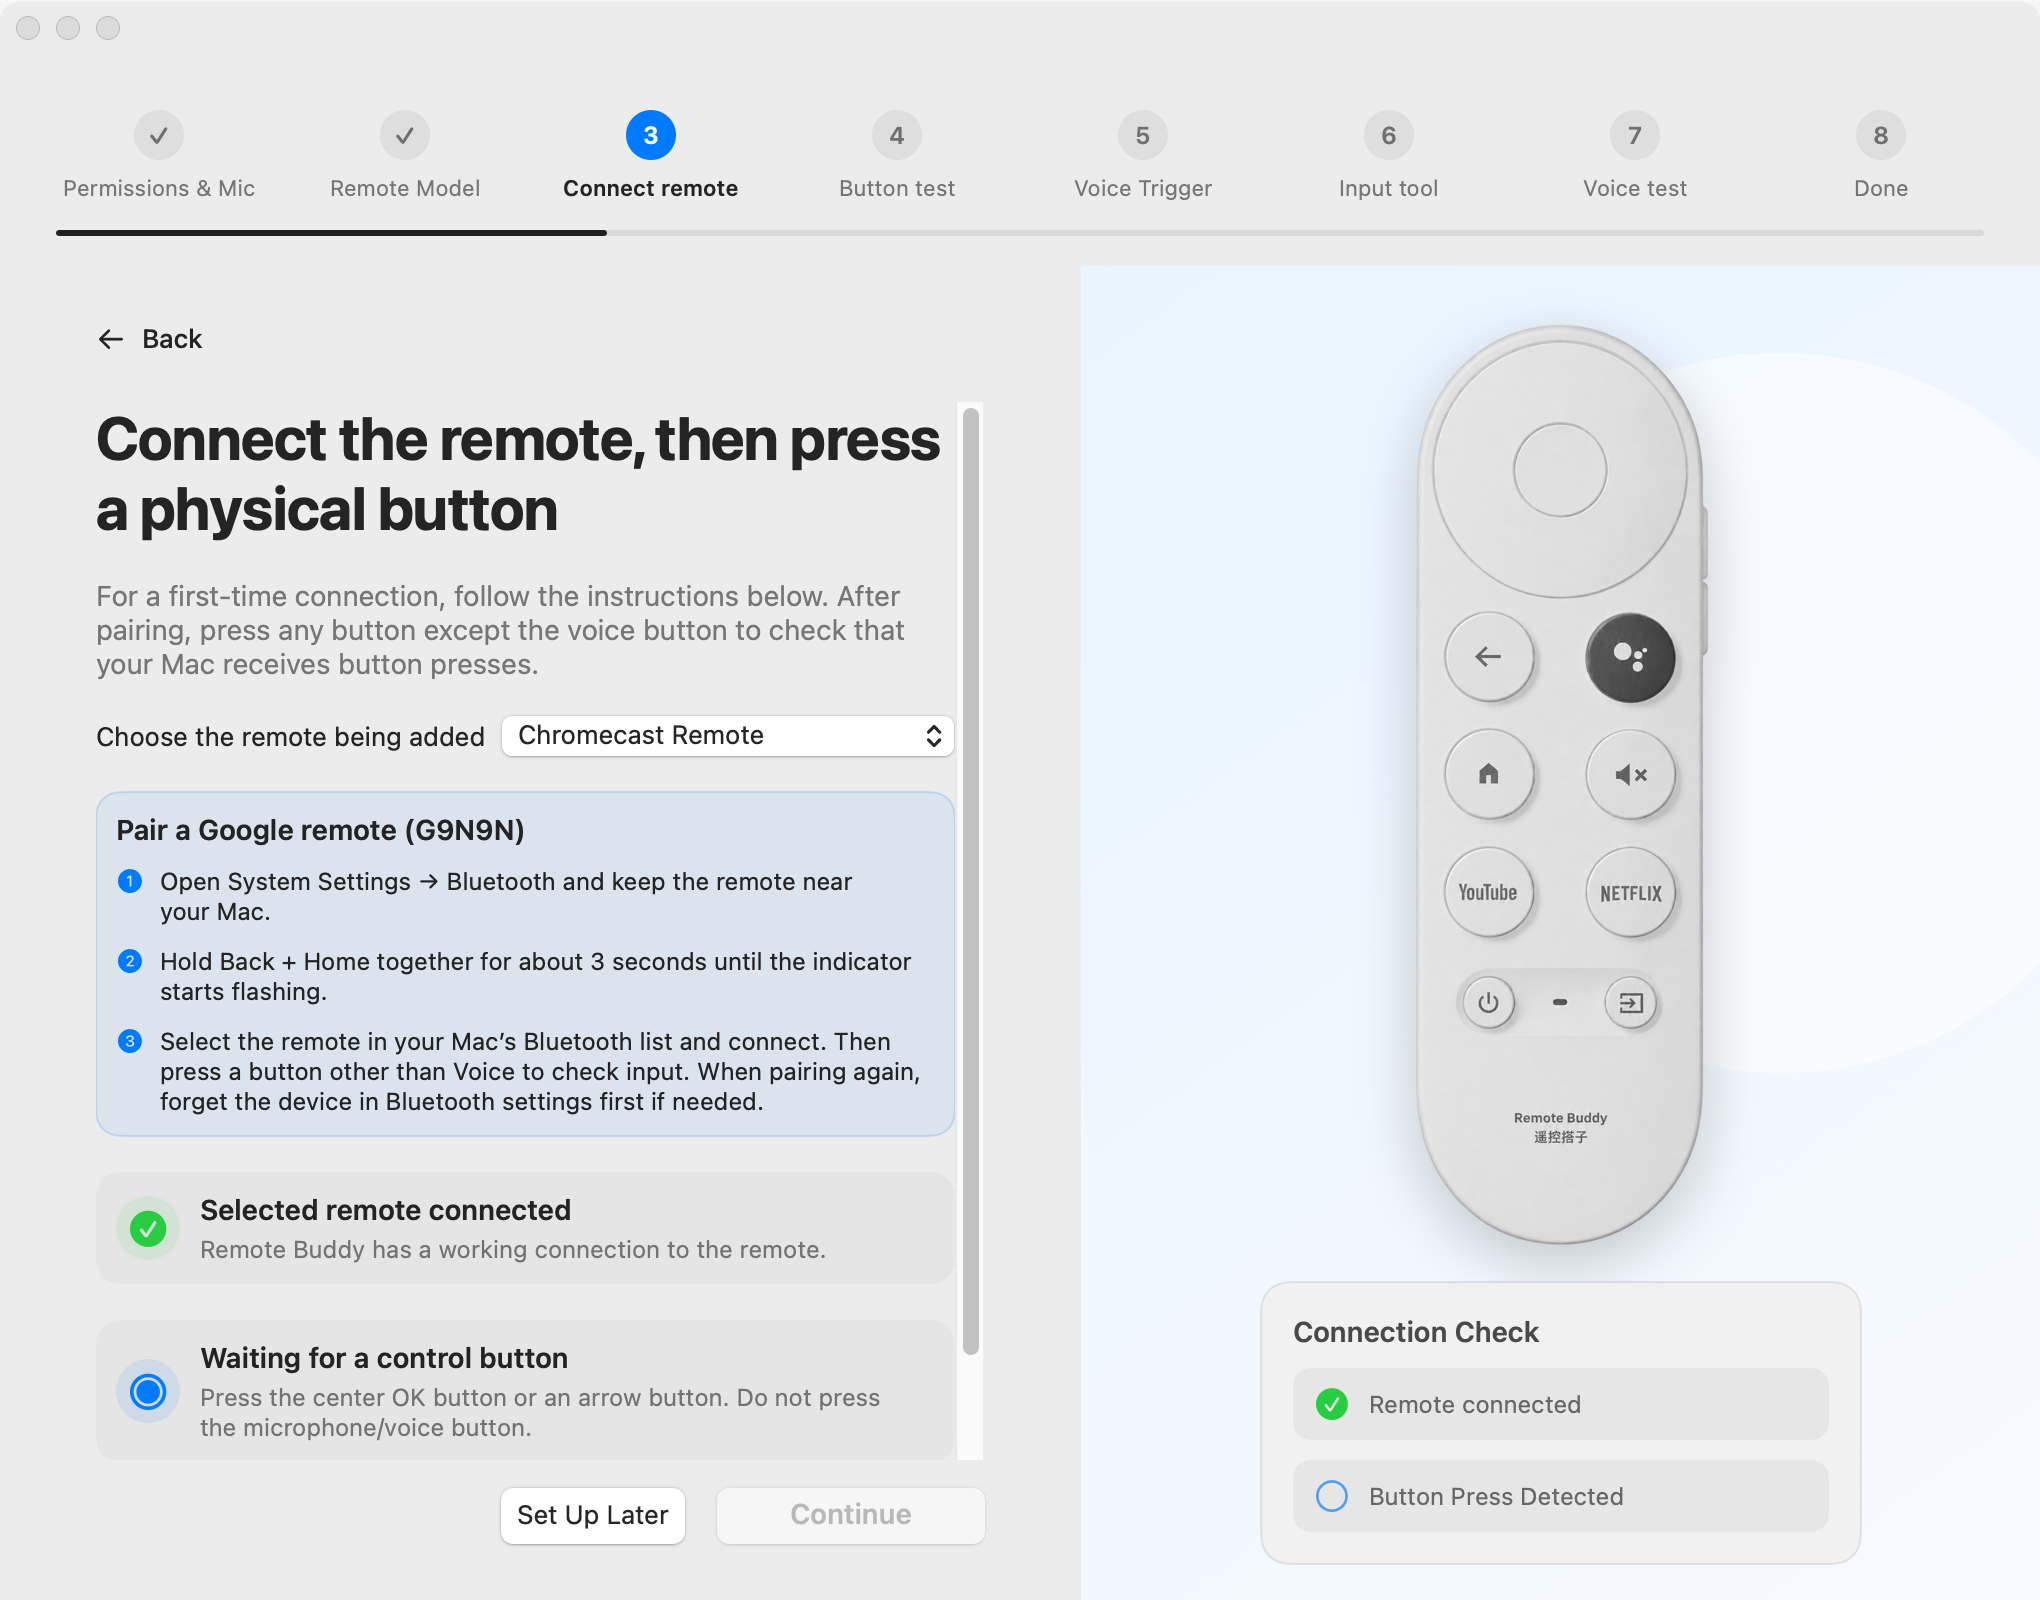 3
4
5
6
7
8
Permissions & Mic
Remote Model
Connect remote
Button test
Voice Trigger
Input tool
Voice test
Done
Back
Connect the remote, then press
a physical button
For a first-time connection, follow the instructions below. After
pairing, press any button except the voice button to check that
your Mac receives button presses.
Choose the remote being added
Chromecast Remote
Pair a Google remote (G9N9N)
1
Open System Settings → Bluetooth and keep the remote near
your Mac.
2
Hold Back + Home together for about 3 seconds until the indicator
starts flashing.
3
Select the remote in your Mac’s Bluetooth list and connect. Then
press a button other than Voice to check input. When pairing again,
forget the device in Bluetooth settings first if needed.
Selected remote connected
Remote Buddy has a working connection to the remote.
Waiting for a control button
Press the center OK button or an arrow button. Do not press
the microphone/voice button.
Set Up Later
Continue
YouTube
NETFLIX
Remote Buddy
遥控搭子
Connection Check
Remote connected
Button Press Detected